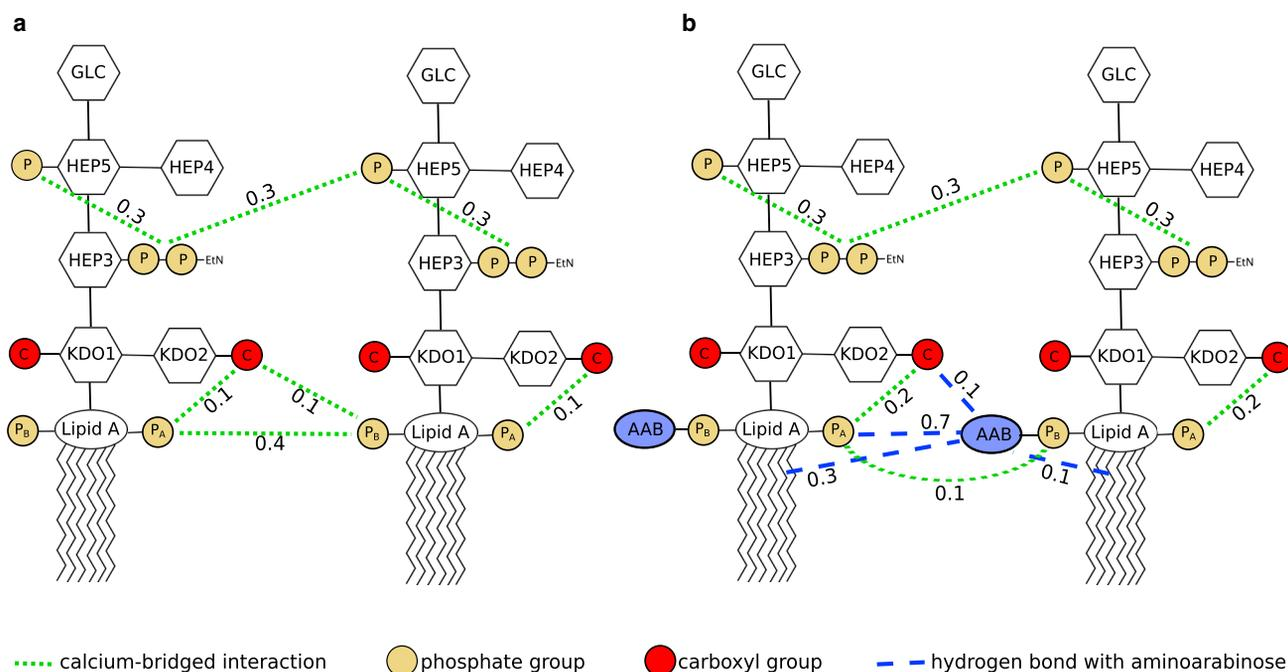 a b
GLC GLC GLC GLC
P HEP5 HEP4 P HEP5 HEP4 P HEP5 HEP4 P HEP5 HEP4
0.3 0.3 0.3 0.3 0.3 0.3
HEP3 P P EtN HEP3 P P EtN HEP3 P P EtN HEP3 P P EtN
C KDO1 KDO2 C C KDO1 KDO2 C C KDO1 KDO2 C C KDO1 KDO2 C
0.1 0.1 0.1 0.2 0.1 0.2
PB Lipid A PA PB Lipid A PA AAB PB Lipid A PA 0.7 AAB PB Lipid A PA
0.4 0.3 0.1 0.1
calcium-bridged interaction phosphate group carboxyl group hydrogen bond with aminoarabinose